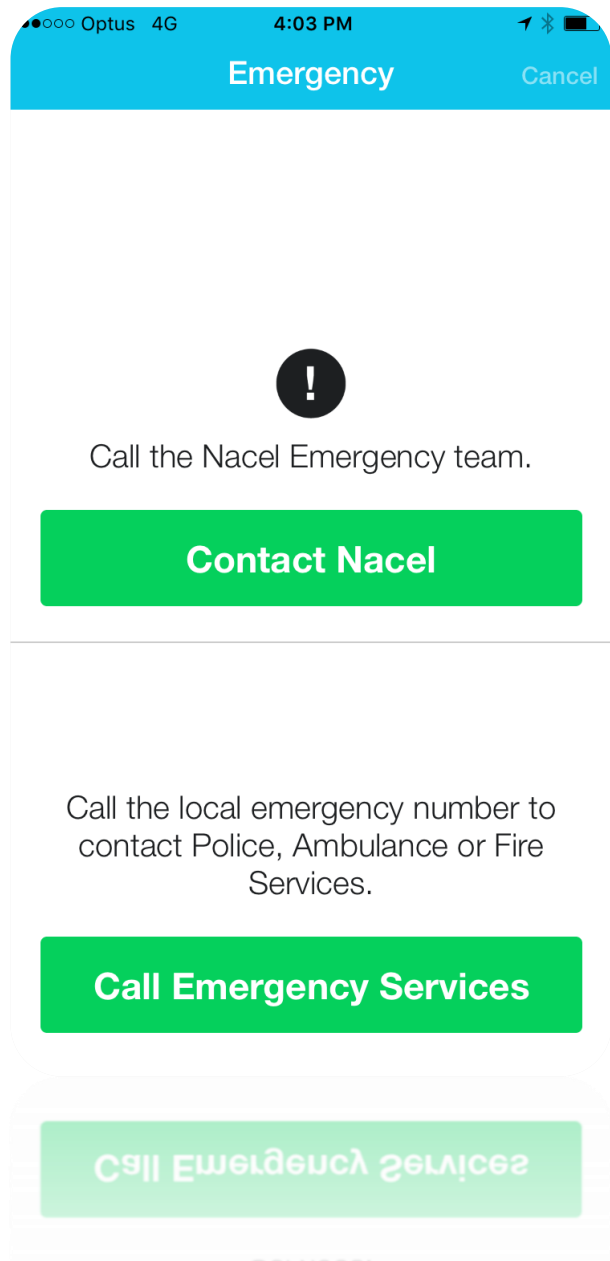 Optus 4G 4:03 PM
Emergency Cancel
!
Call the Nacel Emergency team.
Contact Nacel
Call the local emergency number to
contact Police, Ambulance or Fire
Services.
Call Emergency Services
Call Emergency Services